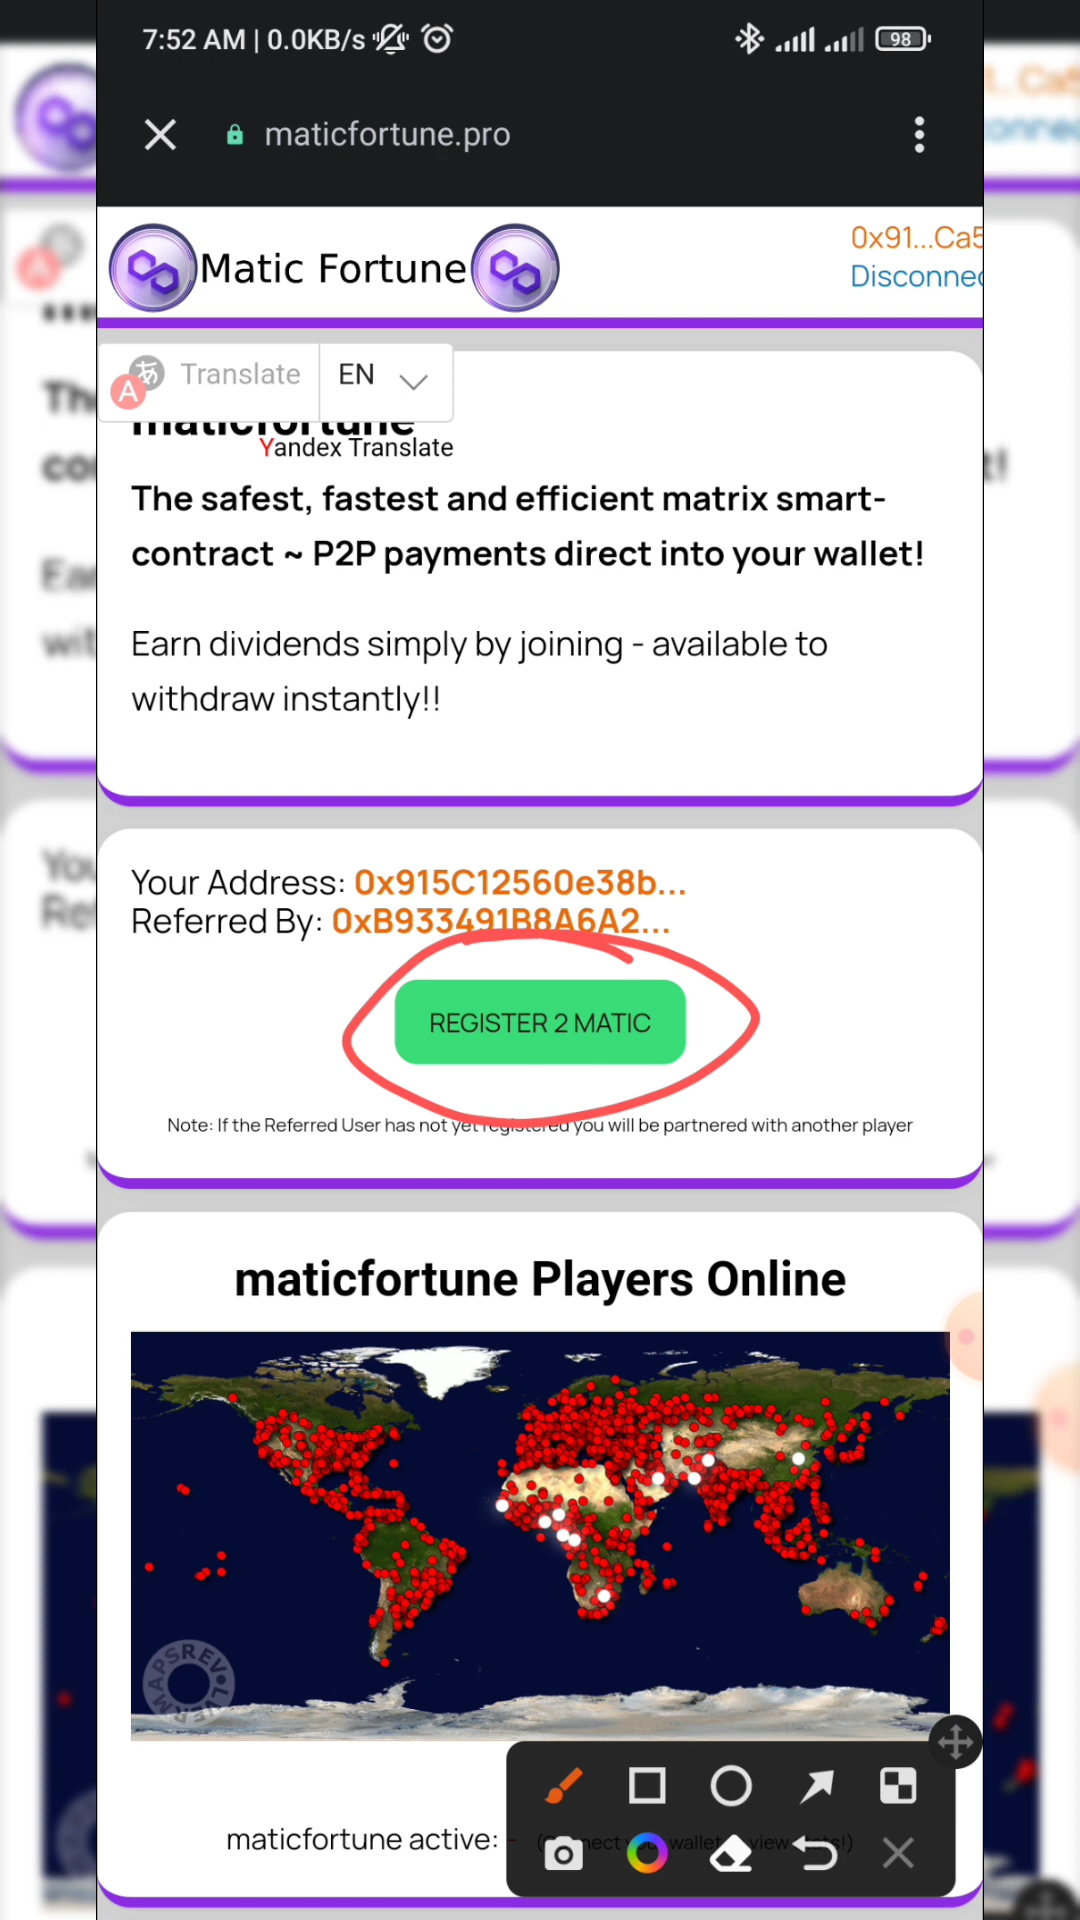 7:52 AM | 0.0KB/s
98
maticfortune.pro
Matic Fortune
0x91...Ca5
Disconnec
Translate
EN
maticfortune
Yandex Translate
The safest, fastest and efficient matrix smart-
contract ~ P2P payments direct into your wallet!
Earn dividends simply by joining - available to
withdraw instantly!!
Your Address: 0x915C12560e38b...
Referred By: 0xB933491B8A6A2...
REGISTER 2 MATIC
Note: If the Referred User has not yet registered you will be partnered with another player
maticfortune Players Online
maticfortune active: -